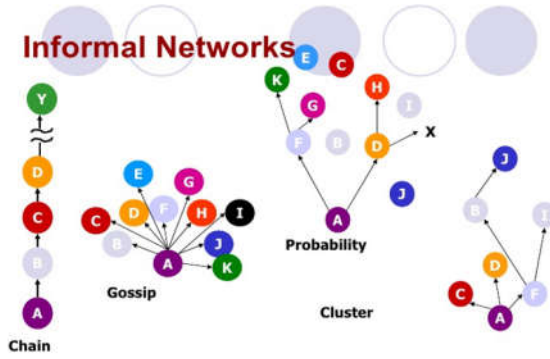 Informal Networks
Y
D
C
B
A
Chain
E
G
D
F
C
H
I
B
J
A
K
Gossip
E
C
K
H
G
I
F
B
D
X
J
A
Probability
J
B
I
D
C
A
F
Cluster